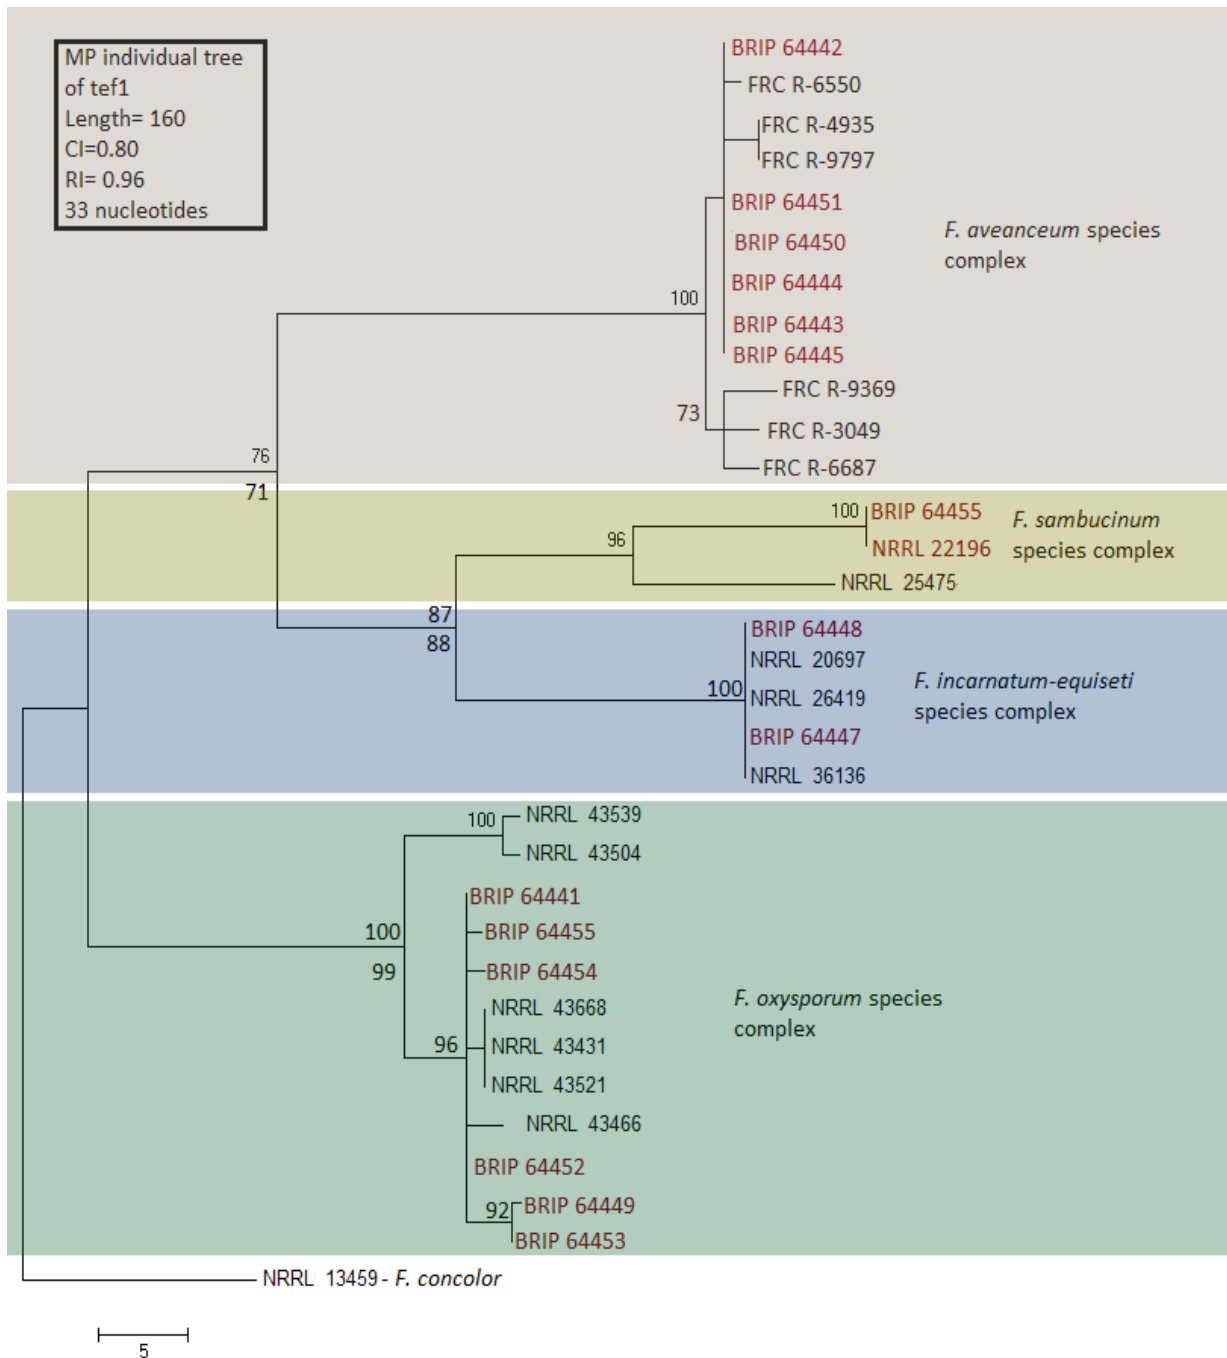 MP individual tree
of tef1
Length= 160
CI=0.80
RI= 0.96
33 nucleotides
BRIP 64442
FRC R-6550
FRC R-4935
FRC R-9797
BRIP 64451
BRIP 64450
BRIP 64444
BRIP 64443
BRIP 64445
FRC R-9369
FRC R-3049
FRC R-6687
F. aveanceum species
complex
100
73
76
71
BRIP 64455
NRRL 22196
NRRL 25475
F. sambucinum
species complex
100
96
87
88
BRIP 64448
NRRL 20697
NRRL 26419
BRIP 64447
NRRL 36136
F. incarnatum-equiseti
species complex
100
NRRL 43539
NRRL 43504
BRIP 64441
BRIP 64455
BRIP 64454
NRRL 43668
NRRL 43431
NRRL 43521
NRRL 43466
BRIP 64452
BRIP 64449
BRIP 64453
F. oxysporum species
complex
100
100
99
96
92
NRRL 13459- F. concolor
5